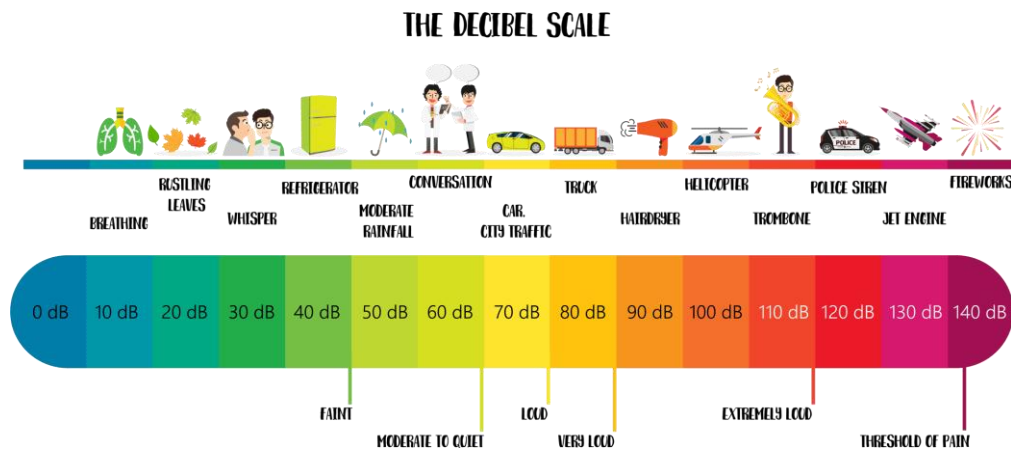 THE DECIBEL SCALE
POLICE
BREATHING
RUSTLING
LEAVES
WHISPER
REFRIGERATOR
MODERATE
RAINFALL
CONVERSATION
CAR,
CITY TRAFFIC
TRUCK
HAIRDRYER
HELICOPTER
TROMBONE
POLICE SIREN
JET ENGINE
FIREWORKS
0 dB
10 dB
20 dB
30 dB
40 dB
50 dB
60 dB
70 dB
80 dB
90 dB
100 dB
110 dB
120 dB
130 dB
140 dB
FAINT
MODERATE TO QUIET
LOUD
VERY LOUD
EXTREMELY LOUD
THRESHOLD OF PAIN